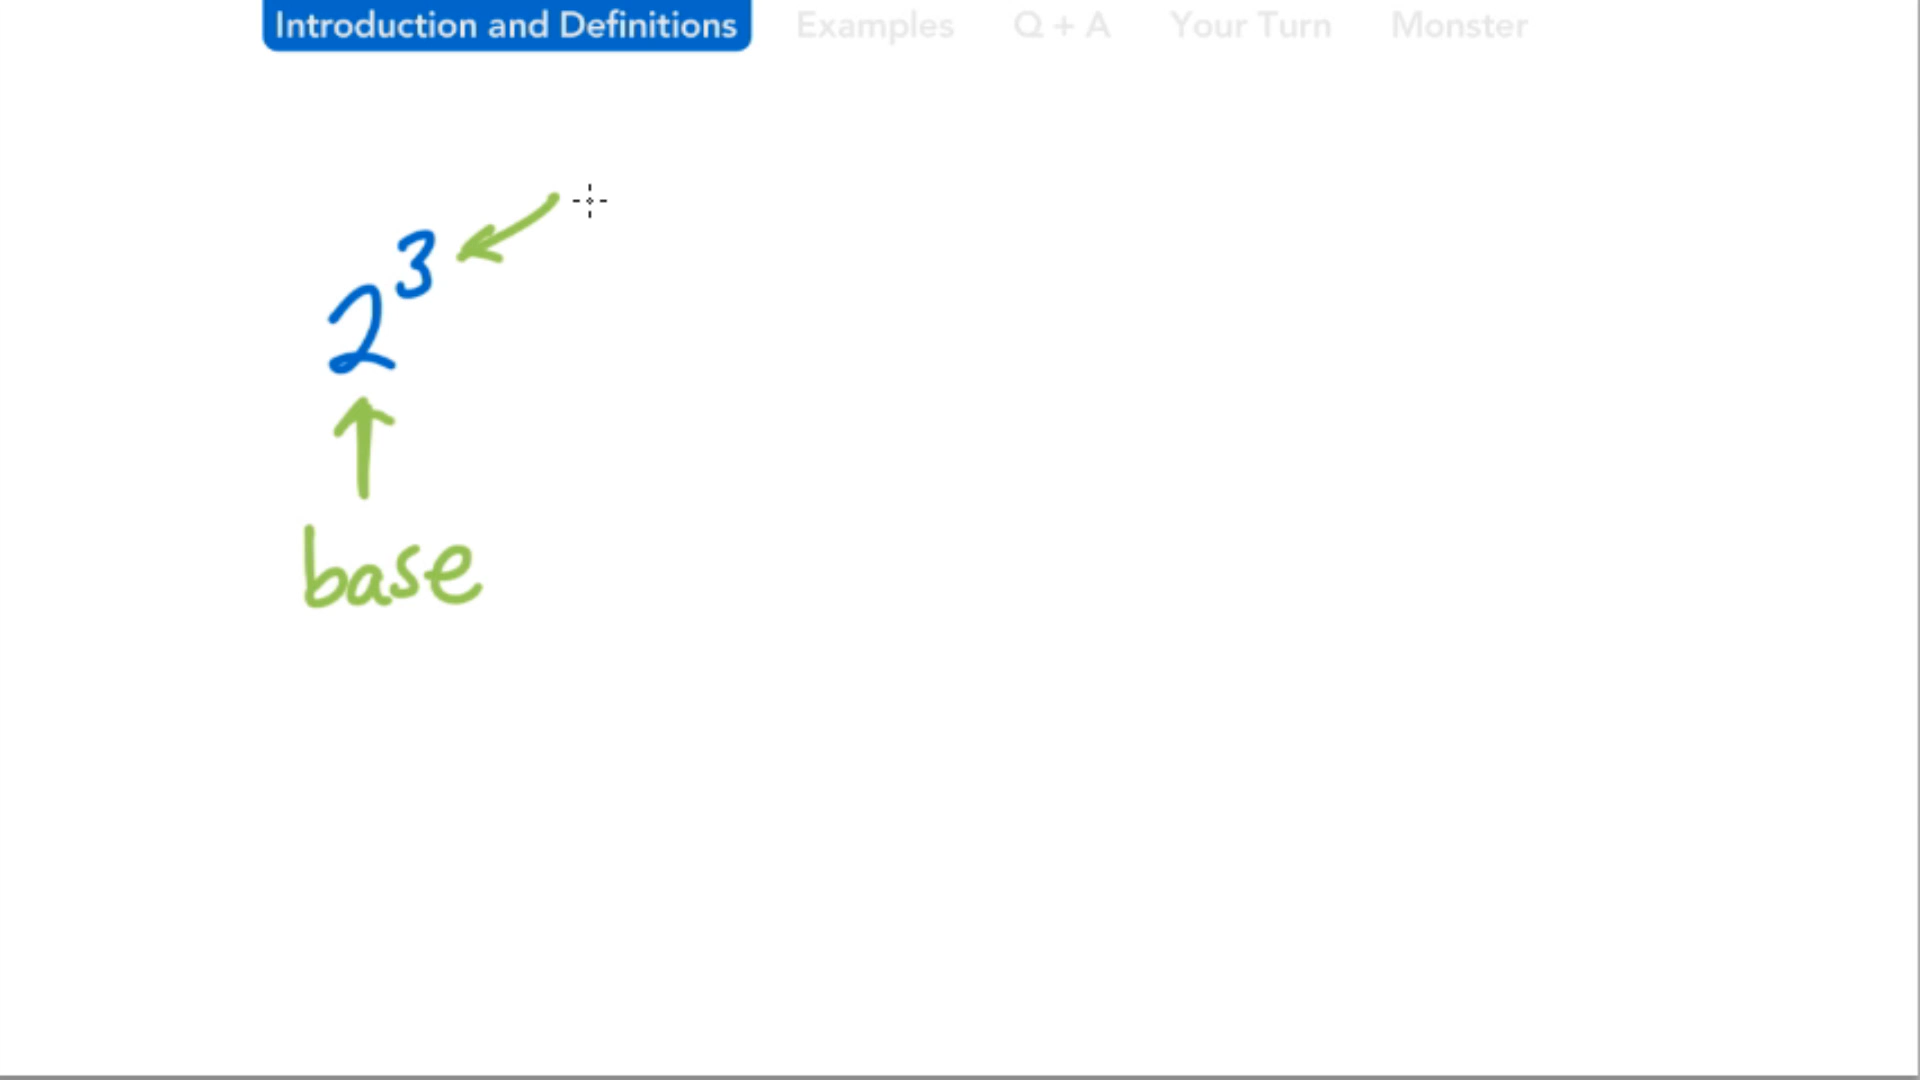 Introduction and Definitions Examples Q + A Your Turn Monster
2³
base